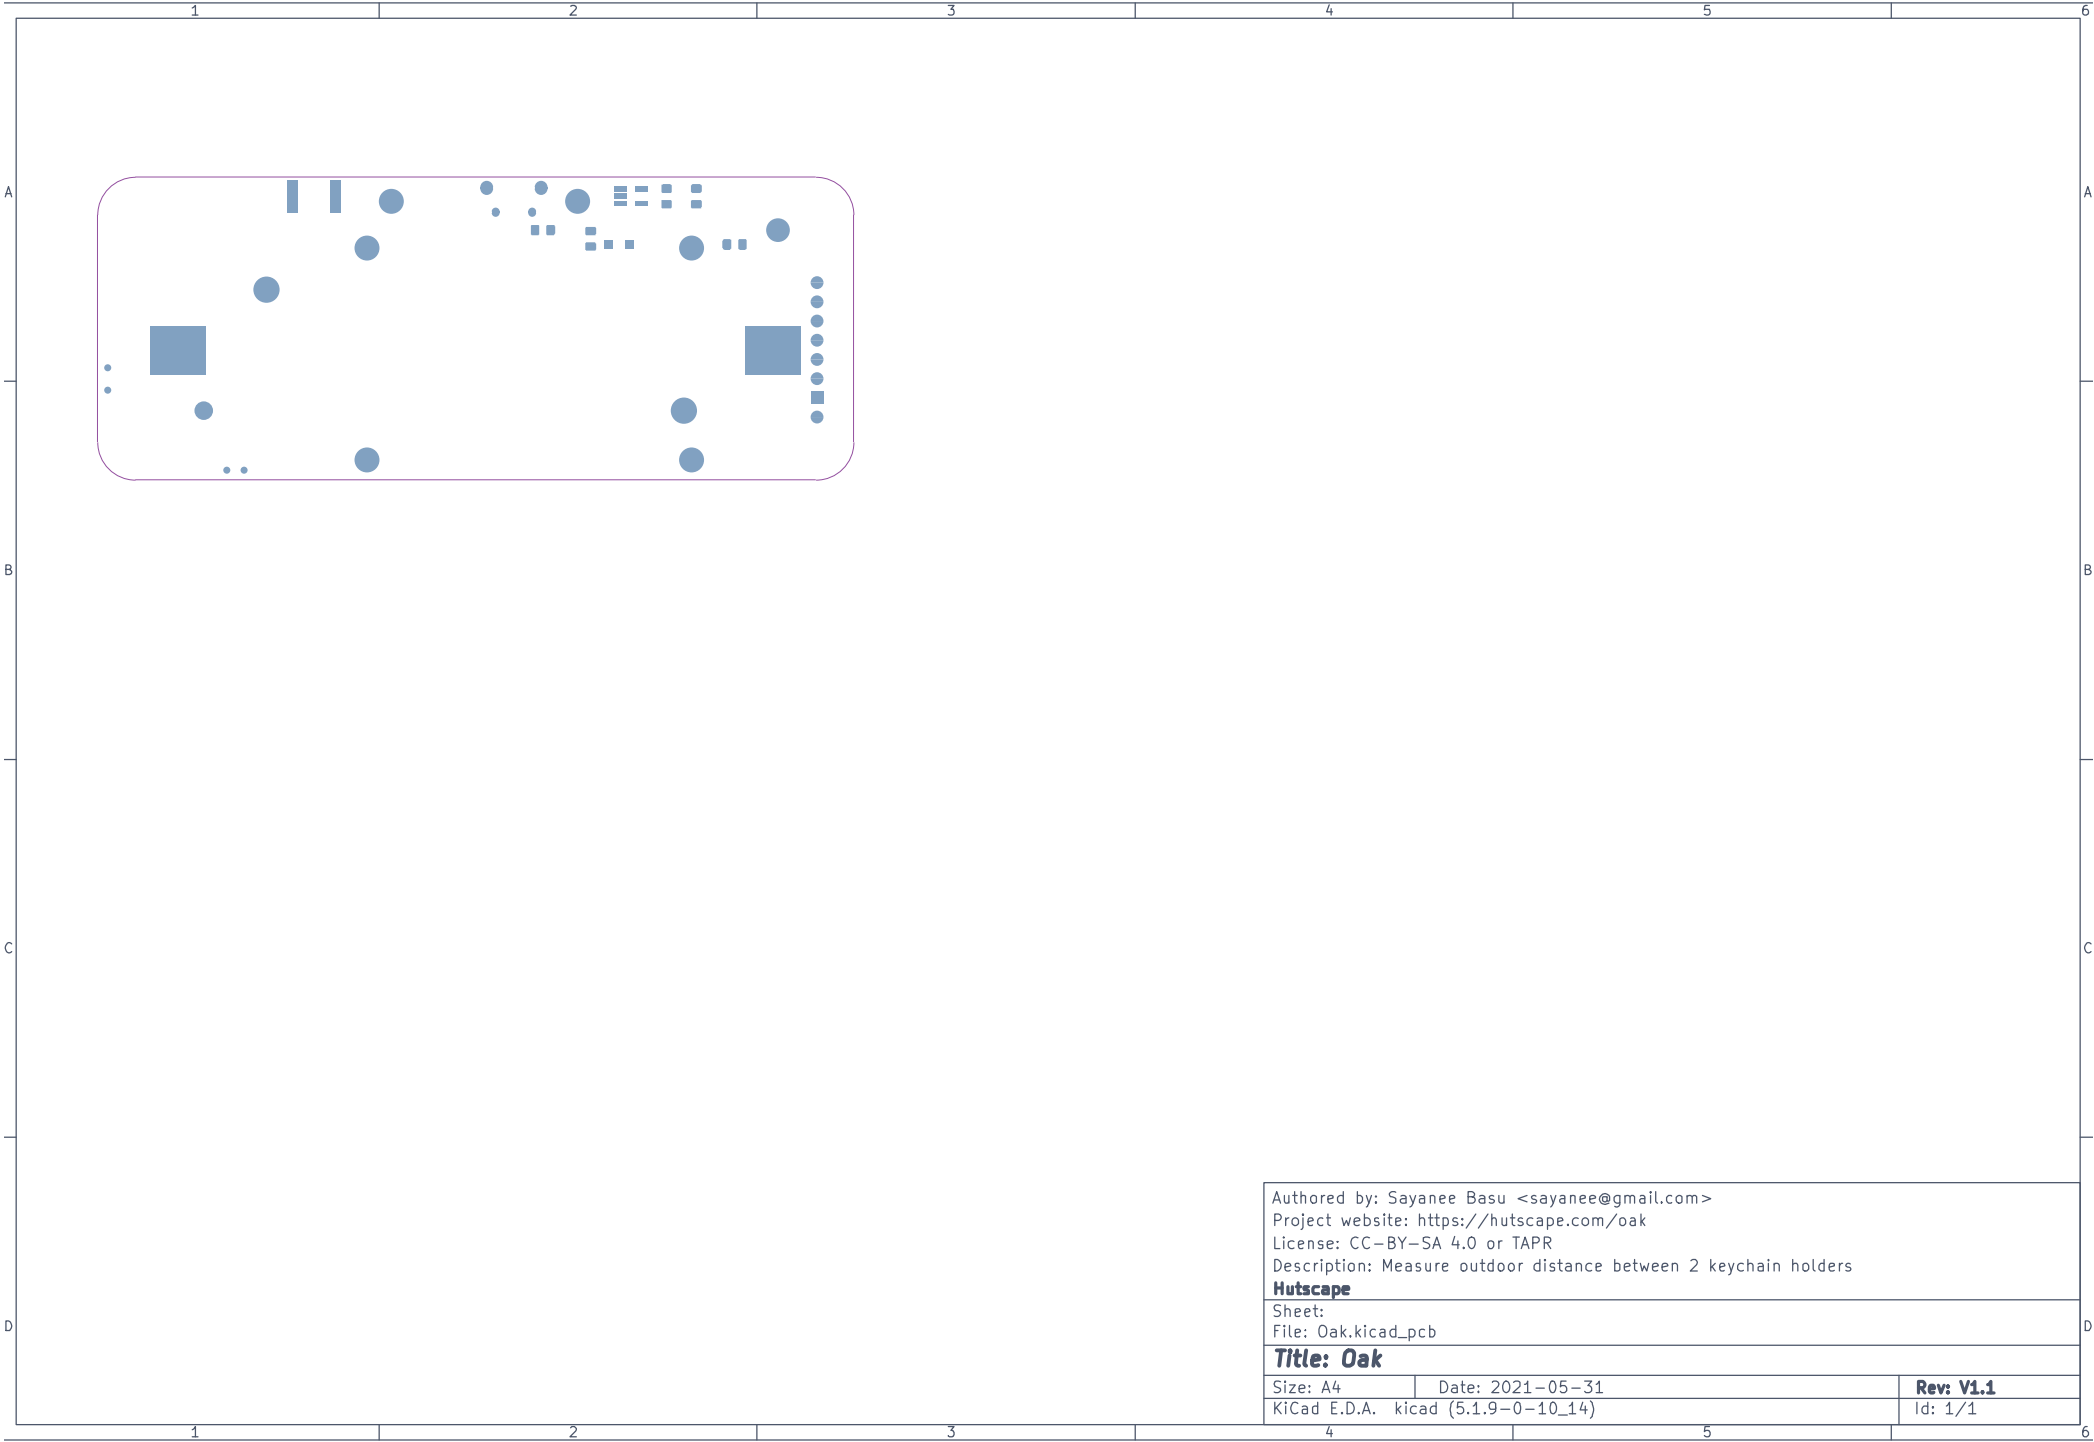 1 2 3 4 5 6
A A
B B
C C
D D
Authored by: Sayanee Basu <sayanee@gmail.com>
Project website: https://hutscape.com/oak
License: CC-BY-SA 4.0 or TAPR
Description: Measure outdoor distance between 2 keychain holders
Hutscape
Sheet:
File: Oak.kicad_pcb
Title: Oak
Size: A4 Date: 2021-05-31 Rev: V1.1
KiCad E.D.A. kicad (5.1.9-0-10_14) Id: 1/1
1 2 3 4 5 6